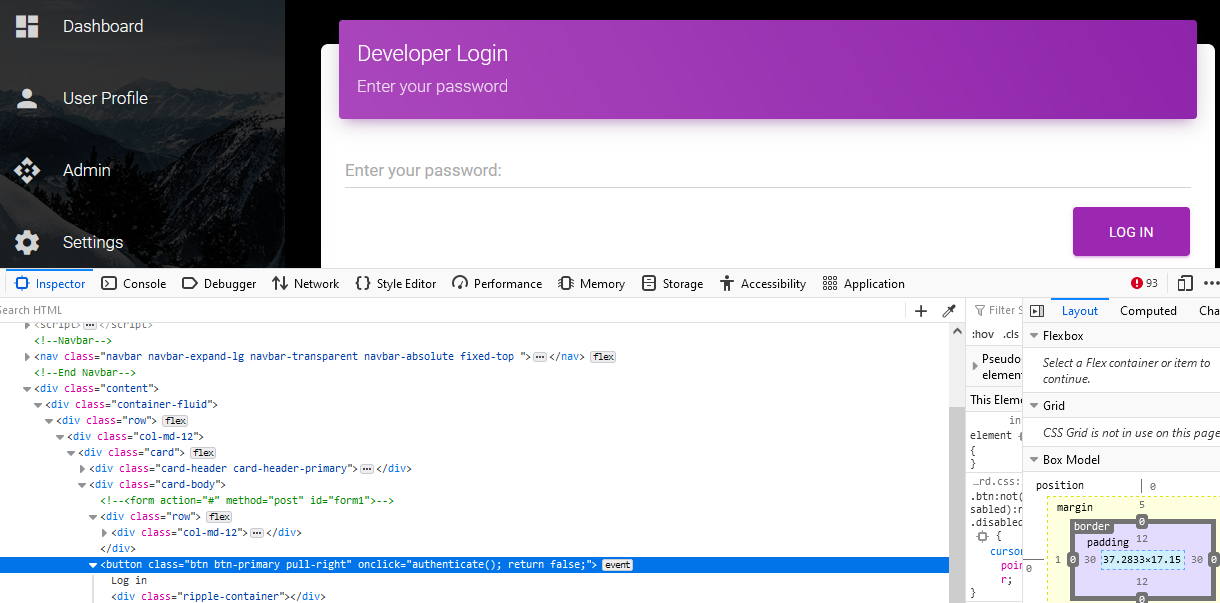 Dashboard
User Profile
Admin
Settings
Developer Login
Enter your password
Enter your password:
LOG IN
Inspector Console Debugger Network Style Editor Performance Memory Storage Accessibility Application 93
Search HTML
<script>⋯</script>
<!--Navbar-->
<nav class="navbar navbar-expand-lg navbar-transparent navbar-absolute fixed-top ">⋯</nav> flex
<!--End Navbar-->
<div class="content">
<div class="container-fluid">
<div class="row"> flex
<div class="col-md-12">
<div class="card"> flex
<div class="card-header card-header-primary">⋯</div>
<div class="card-body">
<!--<form action="#" method="post" id="form1">-->
<div class="row"> flex
<div class="col-md-12">⋯</div>
</div>
<button class="btn btn-primary pull-right" onclick="authenticate(); return false;"> event
Log in
<div class="ripple-container"></div>
Filter S
:hov .cls
Pseudo
elemen
This Eleme
in
element {
{
}
…rd.css:
.btn:not(
sabled):n
.disabled
{
cursor
poin
r;
}
Layout Computed Cha
Flexbox
Select a Flex container or item to
continue.
Grid
CSS Grid is not in use on this page
Box Model
position 0
margin 5
border 0
padding 12
0 1 0 30 37.2833×17.15 30 0
12
0